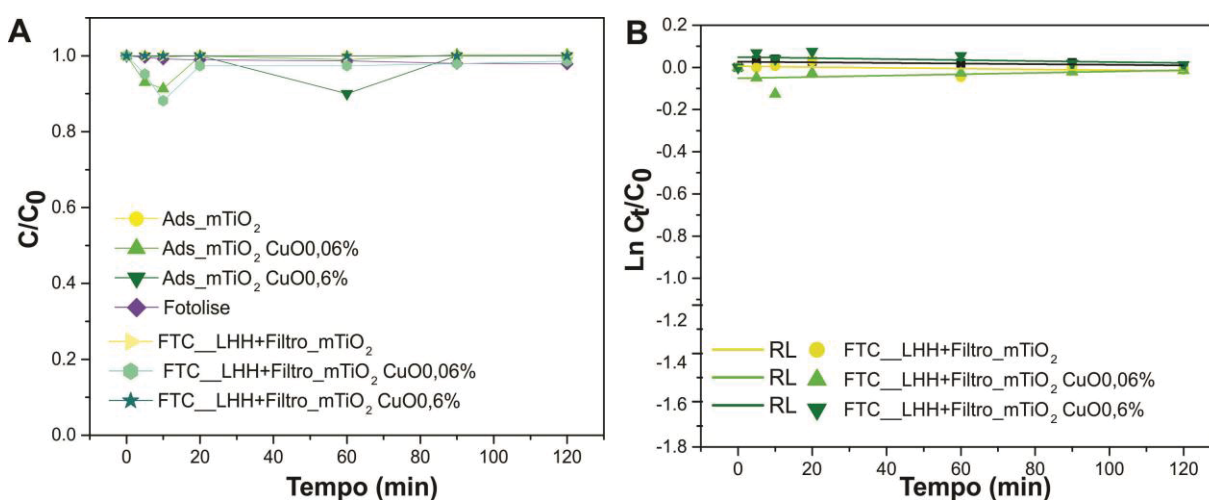 A
C/C0
1.0
0.8
0.6
0.4
0.2
0.0
Ads_mTiO2
Ads_mTiO2 CuO0,06%
Ads_mTiO2 CuO0,6%
Fotolise
FTC__LHH+Filtro_mTiO2
FTC__LHH+Filtro_mTiO2 CuO0,06%
FTC__LHH+Filtro_mTiO2 CuO0,6%
0 20 40 60 80 100 120
Tempo (min)
B
Ln Ct/C0
0.2
0.0
-0.2
-0.4
-0.6
-0.8
-1.0
-1.2
-1.4
-1.6
-1.8
RL FTC__LHH+Filtro_mTiO2
RL FTC__LHH+Filtro_mTiO2 CuO0,06%
RL FTC__LHH+Filtro_mTiO2 CuO0,6%
0 20 40 60 80 100 120
Tempo (min)